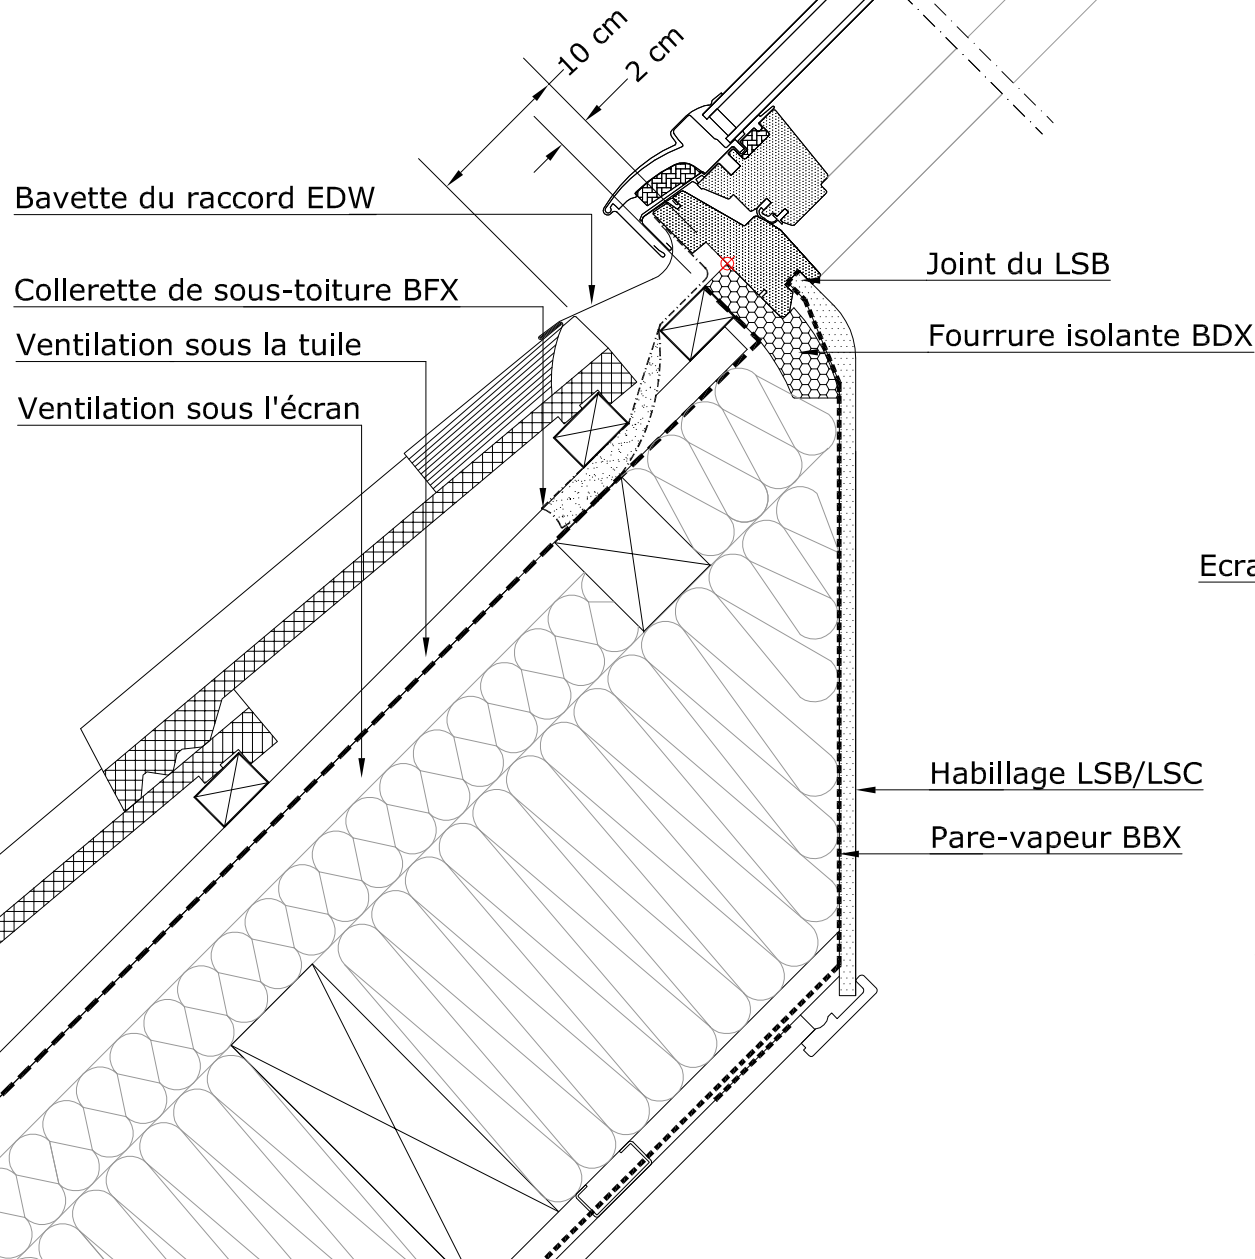 10 cm
2 cm
Bavette du raccord EDW
Joint du LSB
Collerette de sous-toiture BFX
Fourrure isolante BDX
Ventilation sous la tuile
Ventilation sous l'écran
Ecra
Habillage LSB/LSC
Pare-vapeur BBX